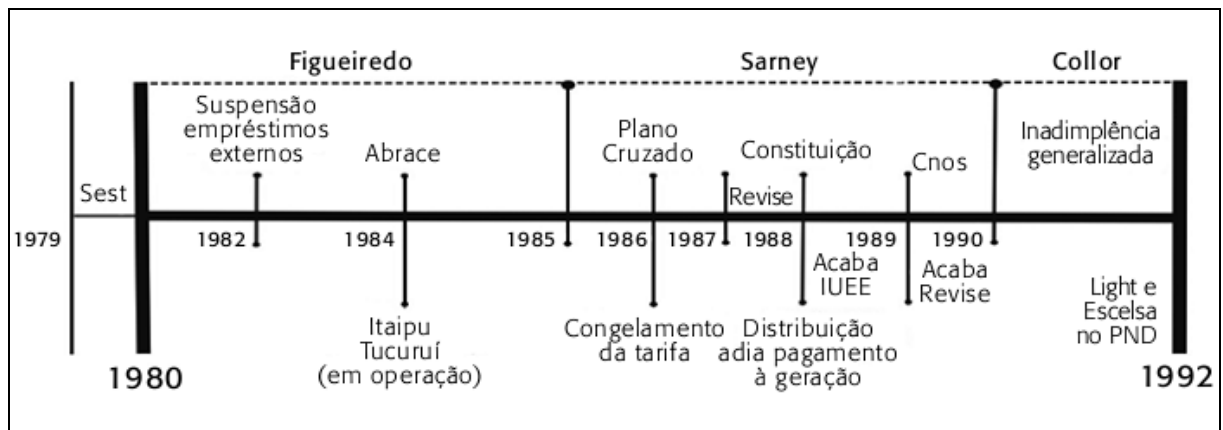 Figueiredo
Sarney
Collor
Suspensão
empréstimos
externos
Abrace
Plano
Cruzado
Constituição
Cnos
Inadimplência
generalizada
Sest
Revise
1979
1982
1984
1985
1986
1987
1988
1989
1990
Acaba
IUEE
Acaba
Revise
Light e
Escelsa
no PND
Itaipu
Tucuruí
(em operação)
Congelamento
da tarifa
Distribuição
adia pagamento
à geração
1980
1992